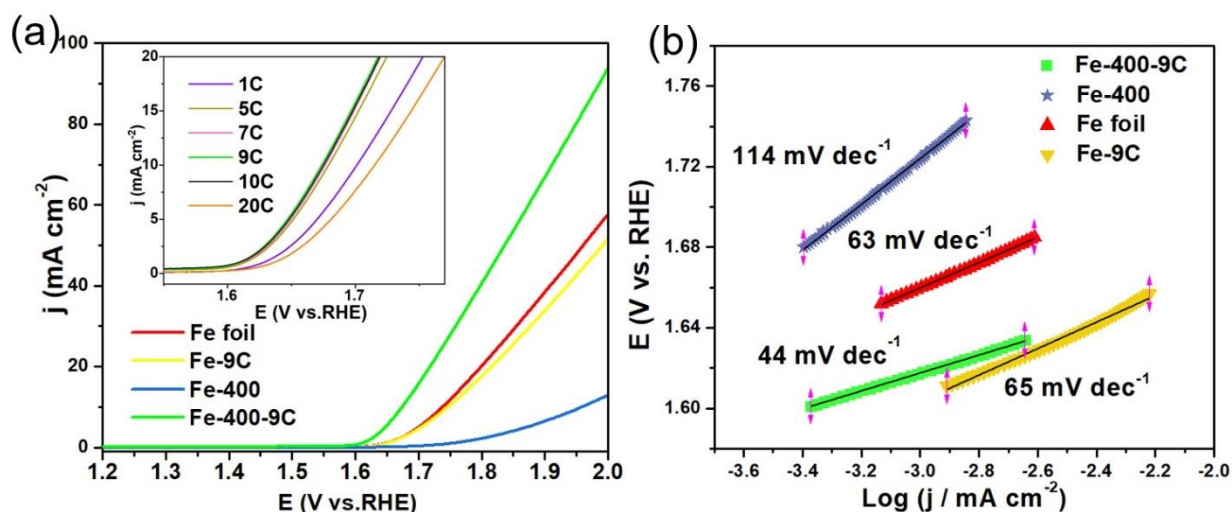 (a)
100
80
60
40
20
0
j (mA cm-2)
1.2 1.3 1.4 1.5 1.6 1.7 1.8 1.9 2.0
E (V vs.RHE)
Fe foil
Fe-9C
Fe-400
Fe-400-9C
20
15
10
5
0
j (mA cm-2)
1C
5C
7C
9C
10C
20C
1.6 1.7
E (V vs.RHE)
(b)
1.76
1.72
1.68
1.64
1.60
E (V vs. RHE)
Fe-400-9C
Fe-400
Fe foil
Fe-9C
114 mV dec-1
63 mV dec-1
44 mV dec-1
65 mV dec-1
-3.6 -3.4 -3.2 -3.0 -2.8 -2.6 -2.4 -2.2 -2.0
Log (j / mA cm-2)